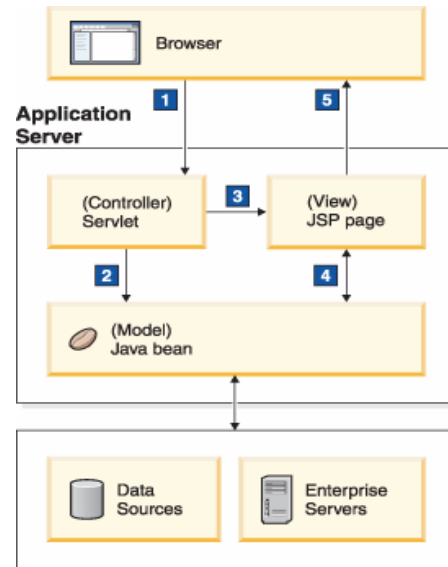 Browser
1
5
Application
Server
(Controller)
Servlet
3
(View)
JSP page
2
4
(Model)
Java bean
Data
Sources
Enterprise
Servers